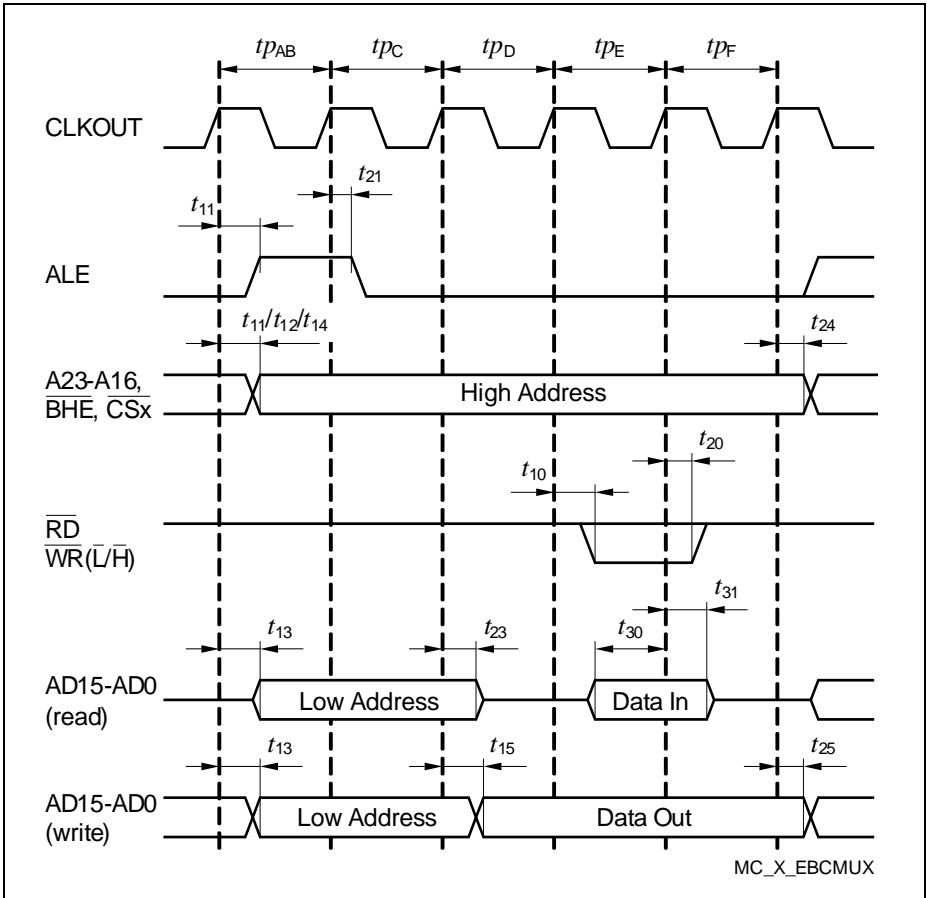 tpAB tpC tpD tpE tpF
CLKOUT
t21
t11
ALE
t11/t12/t14
t24
A23-A16,
BHE, CSx
High Address
t20
t10
RD
WR(L/H)
t31
t13 t23 t30
AD15-AD0
(read)
Low Address Data In
t13 t15 t25
AD15-AD0
(write)
Low Address Data Out
MC_X_EBCMUX